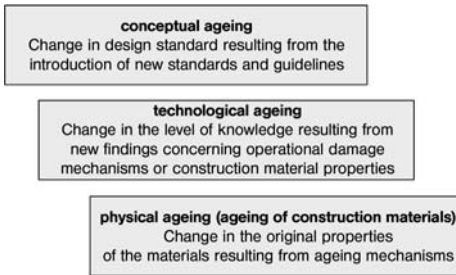 conceptual ageing
Change in design standard resulting from the
introduction of new standards and guidelines
technological ageing
Change in the level of knowledge resulting from
new findings concerning operational damage
mechanisms or construction material properties
physical ageing (ageing of construction materials)
Change in the original properties
of the materials resulting from ageing mechanisms